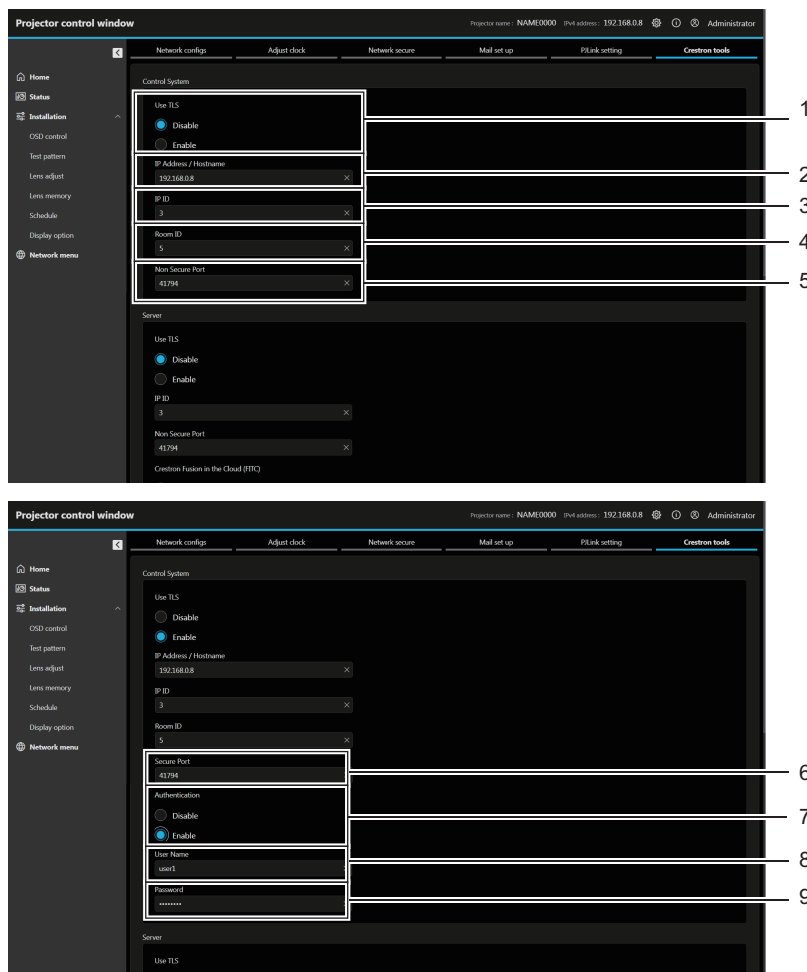 Projector control window Projector name : NAME0000 IPv4 address : 192.168.0.8 Administrator
Network configs Adjust clock Netwerk secure Mail set up PJLink setting Crestron tools
Home
Status
Installation
OSD control
Test pattern
Lens adjust
Lens memory
Schedule
Display option
Network menu
Control System
Use TLS
Disable
Enable
1
IP Address / Hostname
192.168.0.8
2
IP ID
3
3
Room ID
5
4
Non Secure Port
41794
5
Server
Use TLS
Disable
Enable
IP ID
3
Non Secure Port
41794
Crestron Fusion in the Cloud (FITC)
Projector control window Projector name : NAME0000 IPv4 address : 192.168.0.8 Administrator
Network configs Adjust clock Netwerk secure Mail set up PJLink setting Crestron tools
Home
Status
Installation
OSD control
Test pattern
Lens adjust
Lens memory
Schedule
Display option
Network menu
Control System
Use TLS
Disable
Enable
IP Address / Hostname
192.168.0.8
IP ID
3
Room ID
5
Secure Port
41794
6
Authentication
Disable
Enable
7
User Name
user1
8
Password
••••••••
9
Server
Use TLS